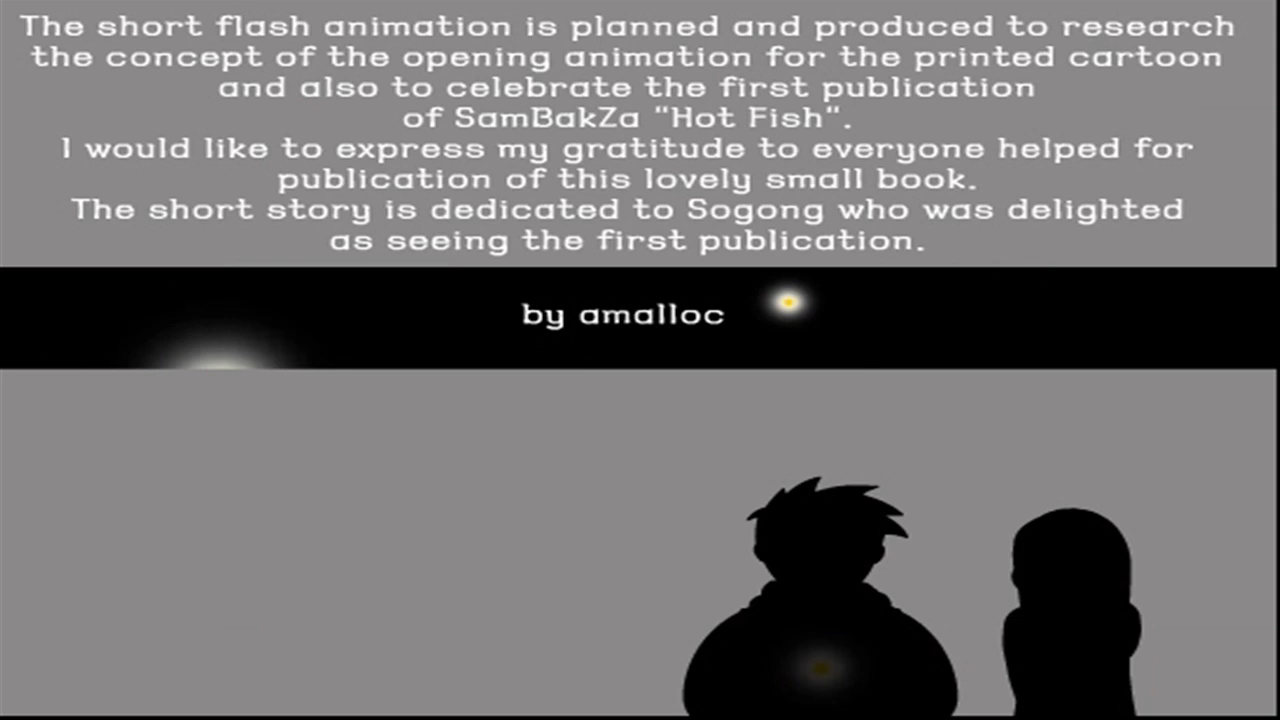 The short flash animation is planned and produced to research
the concept of the opening animation for the printed cartoon
and also to celebrate the first publication
of SamBakZa "Hot Fish".
I would like to express my gratitude to everyone helped for
publication of this lovely small book.
The short story is dedicated to Sogong who was delighted
as seeing the first publication.
by amalloc